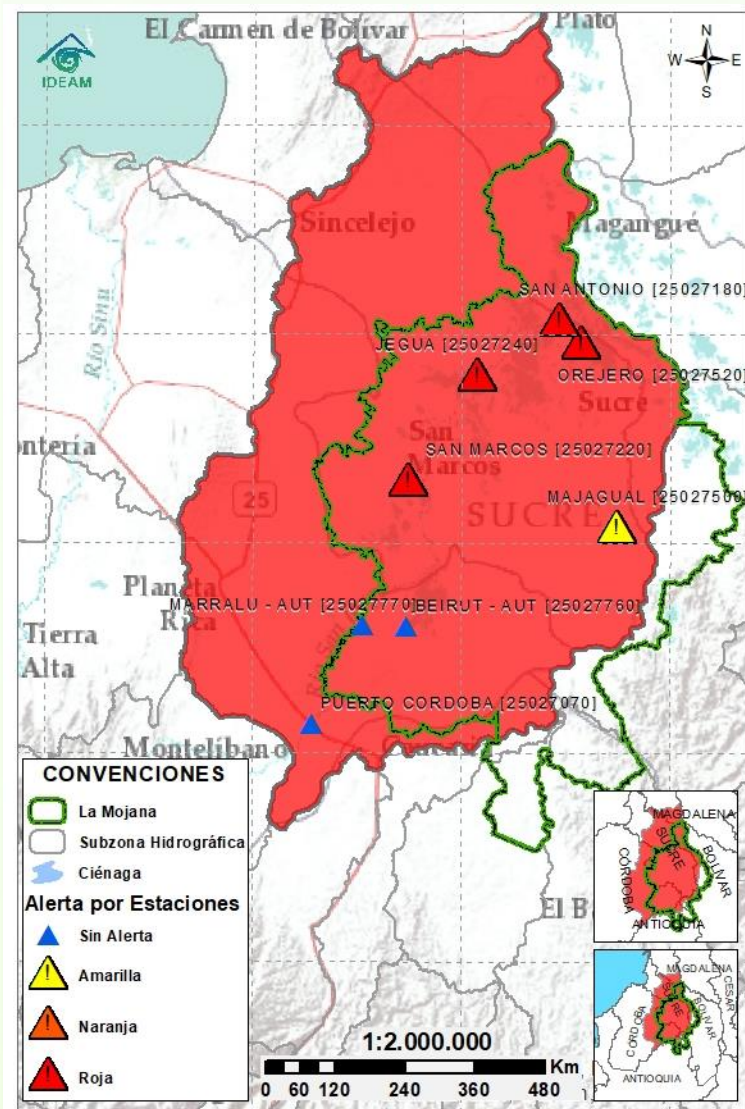 El Carmen de Bolívar
Plato
IDEAM
N
W E
S
Sincelejo
Magangué
Río Sinú
SAN ANTONIO [25027180]
JEGUA [25027240]
OREJERO [25027520]
Sucre
ontería
San
Marcos
SAN MARCOS [25027220]
25
MAJAGUAL [25027500]
SUCRE
Planeta
Rica
MARRALU - AUT [25027770]
BEIRUT - AUT [25027760]
Tierra
Alta
PUERTO CORDOBA [25027070]
Montelíbano
CONVENCIONES
La Mojana
Subzona Hidrográfica
Ciénaga
Alerta por Estaciones
Sin Alerta
Amarilla
Naranja
Roja
El B
1:2.000.000
Km
0 60 120 240 360 480
MAGDALENA
SUCRE
BOLÍVAR
CÓRDOBA
ANTIOQUIA
MAGDALENA
CESAR
SUCRE
BOLÍVAR
CÓRDOBA
ANTIOQUIA